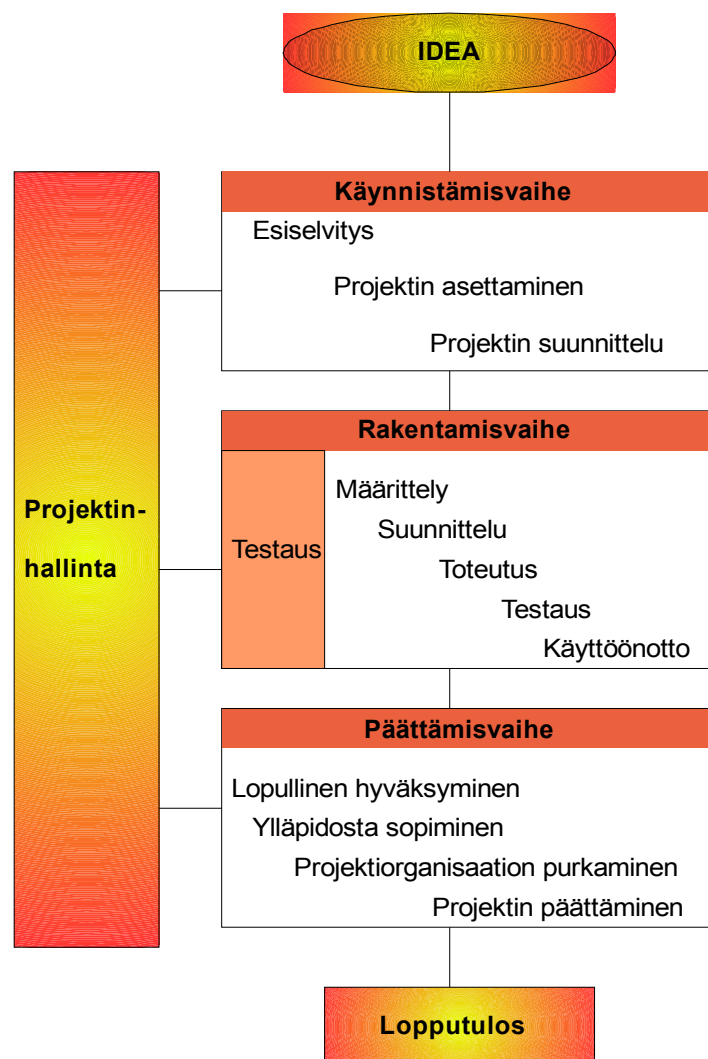 IDEA
Käynnistämisvaihe
Esiselvitys
Projektin asettaminen
Projektin suunnittelu
Projektin-
hallinta
Rakentamisvaihe
Testaus
Määrittely
Suunnittelu
Toteutus
Testaus
Käyttöönotto
Päättämisvaihe
Lopullinen hyväksyminen
Ylläpidosta sopiminen
Projektiorganisaation purkaminen
Projektin päättäminen
Lopputulos